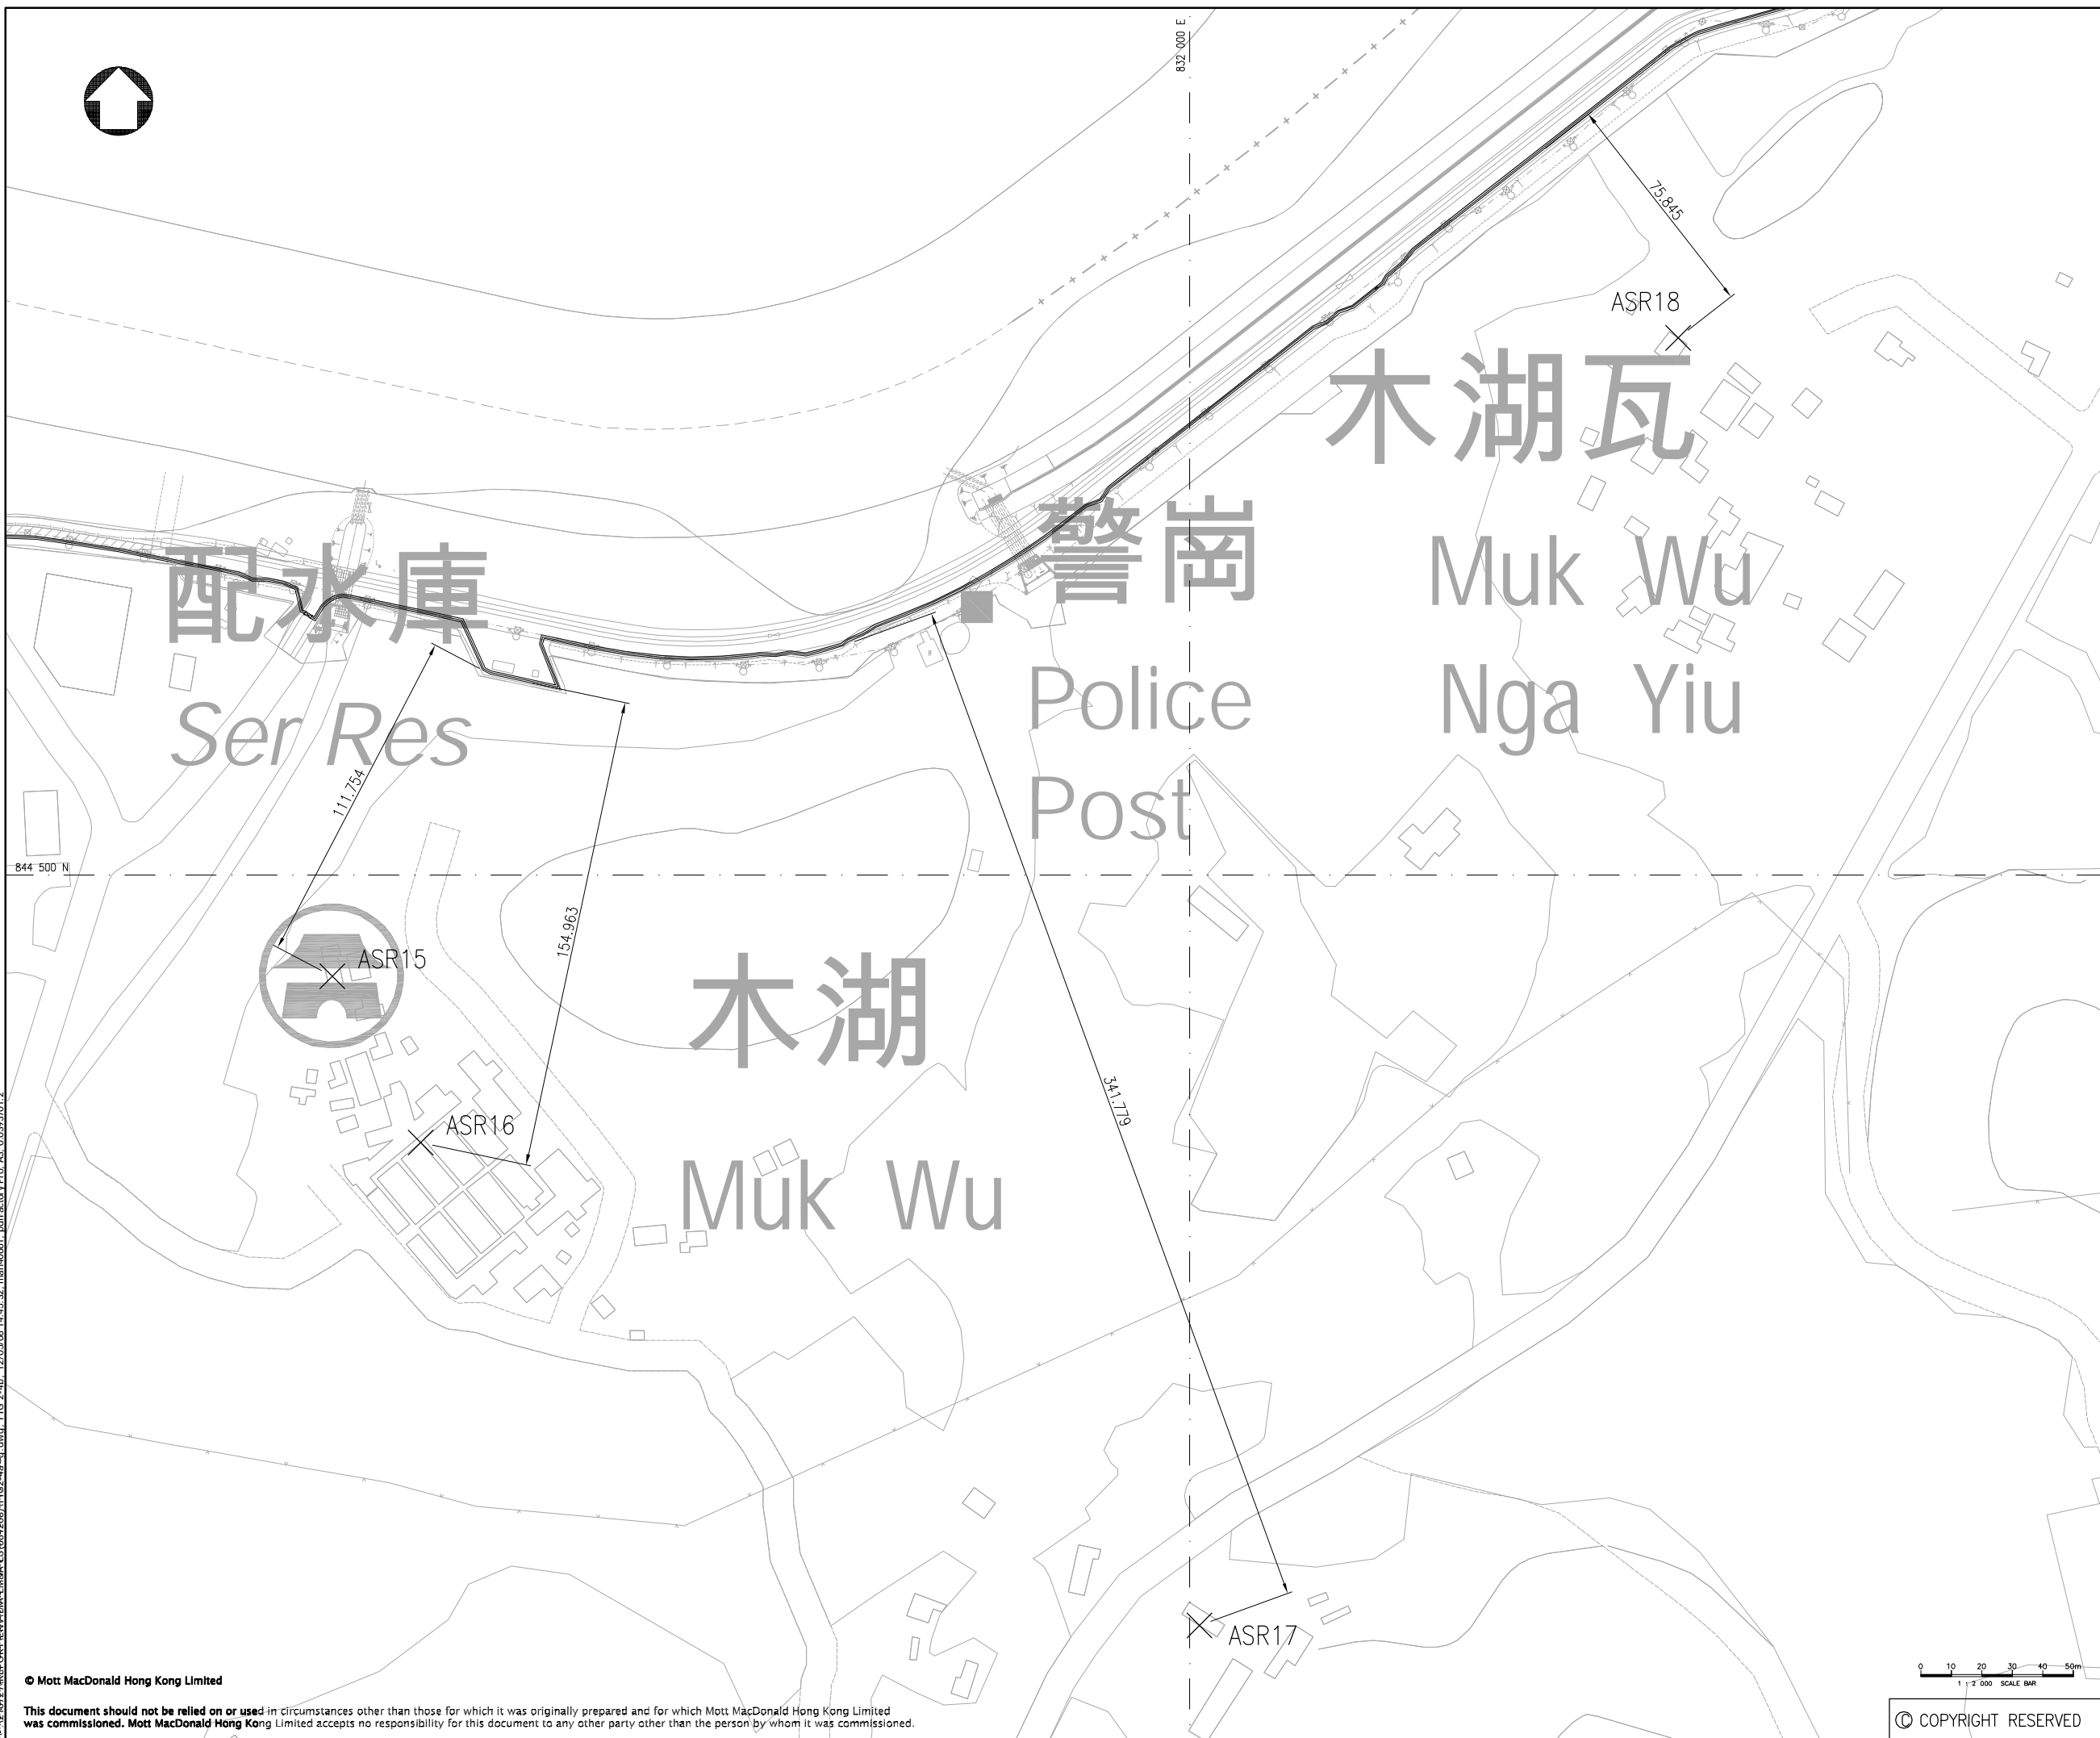 832 000 E
75.845
ASR18
木湖瓦
Muk Wu
Nga Yiu
警崗
Police
Post
配水庫
Ser Res
111.754
844 500 N
154.963
ASR15
木湖
Muk Wu
341.779
ASR16
ASR17
0 10 20 30 40 50m
1 : 2 000 SCALE BAR
© Mott MacDonald Hong Kong Limited
This document should not be relied on or used in circumstances other than those for which it was originally prepared and for which Mott MacDonald Hong Kong Limited
was commissioned. Mott MacDonald Hong Kong Limited accepts no responsibility for this document to any other party other than the person by whom it was commissioned.
© COPYRIGHT RESERVED